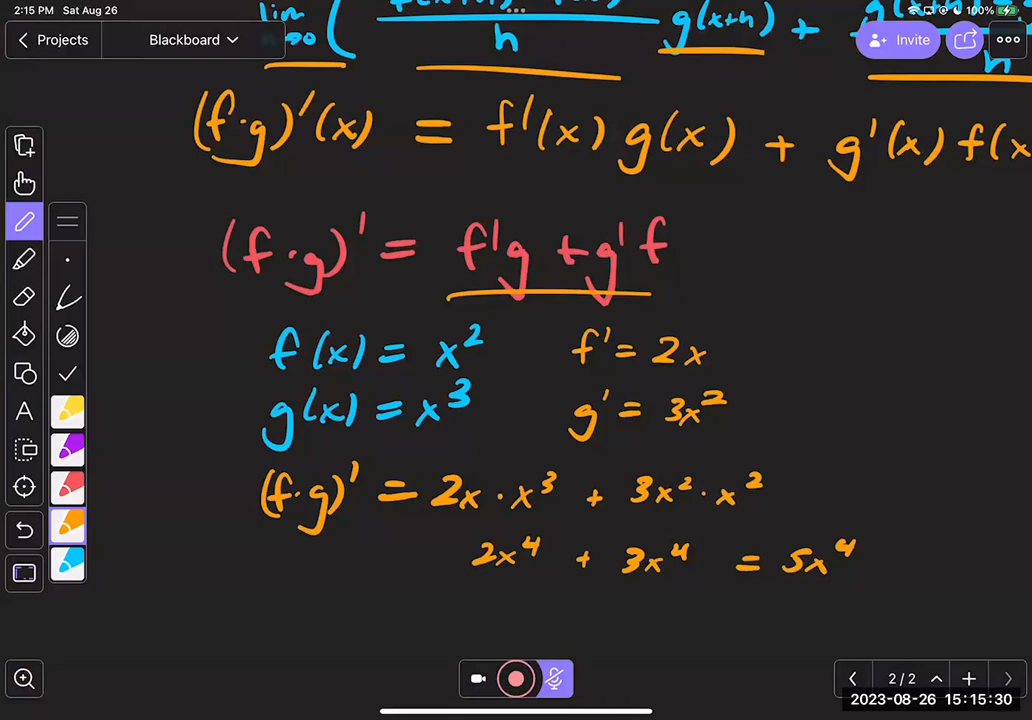 2:15 PM Sat Aug 26 100%
Projects Blackboard Invite
lim ( h g(x+h) +
h
(f·g)'(x) = f'(x) g(x) + g'(x) f(x
(f·g)' = f'g + g'f
f(x) = x² f' = 2x
g(x) = x³ g' = 3x²
(f·g)' = 2x · x³ + 3x² · x²
2x⁴ + 3x⁴ = 5x⁴
A
2 / 2
2023-08-26 15:15:30